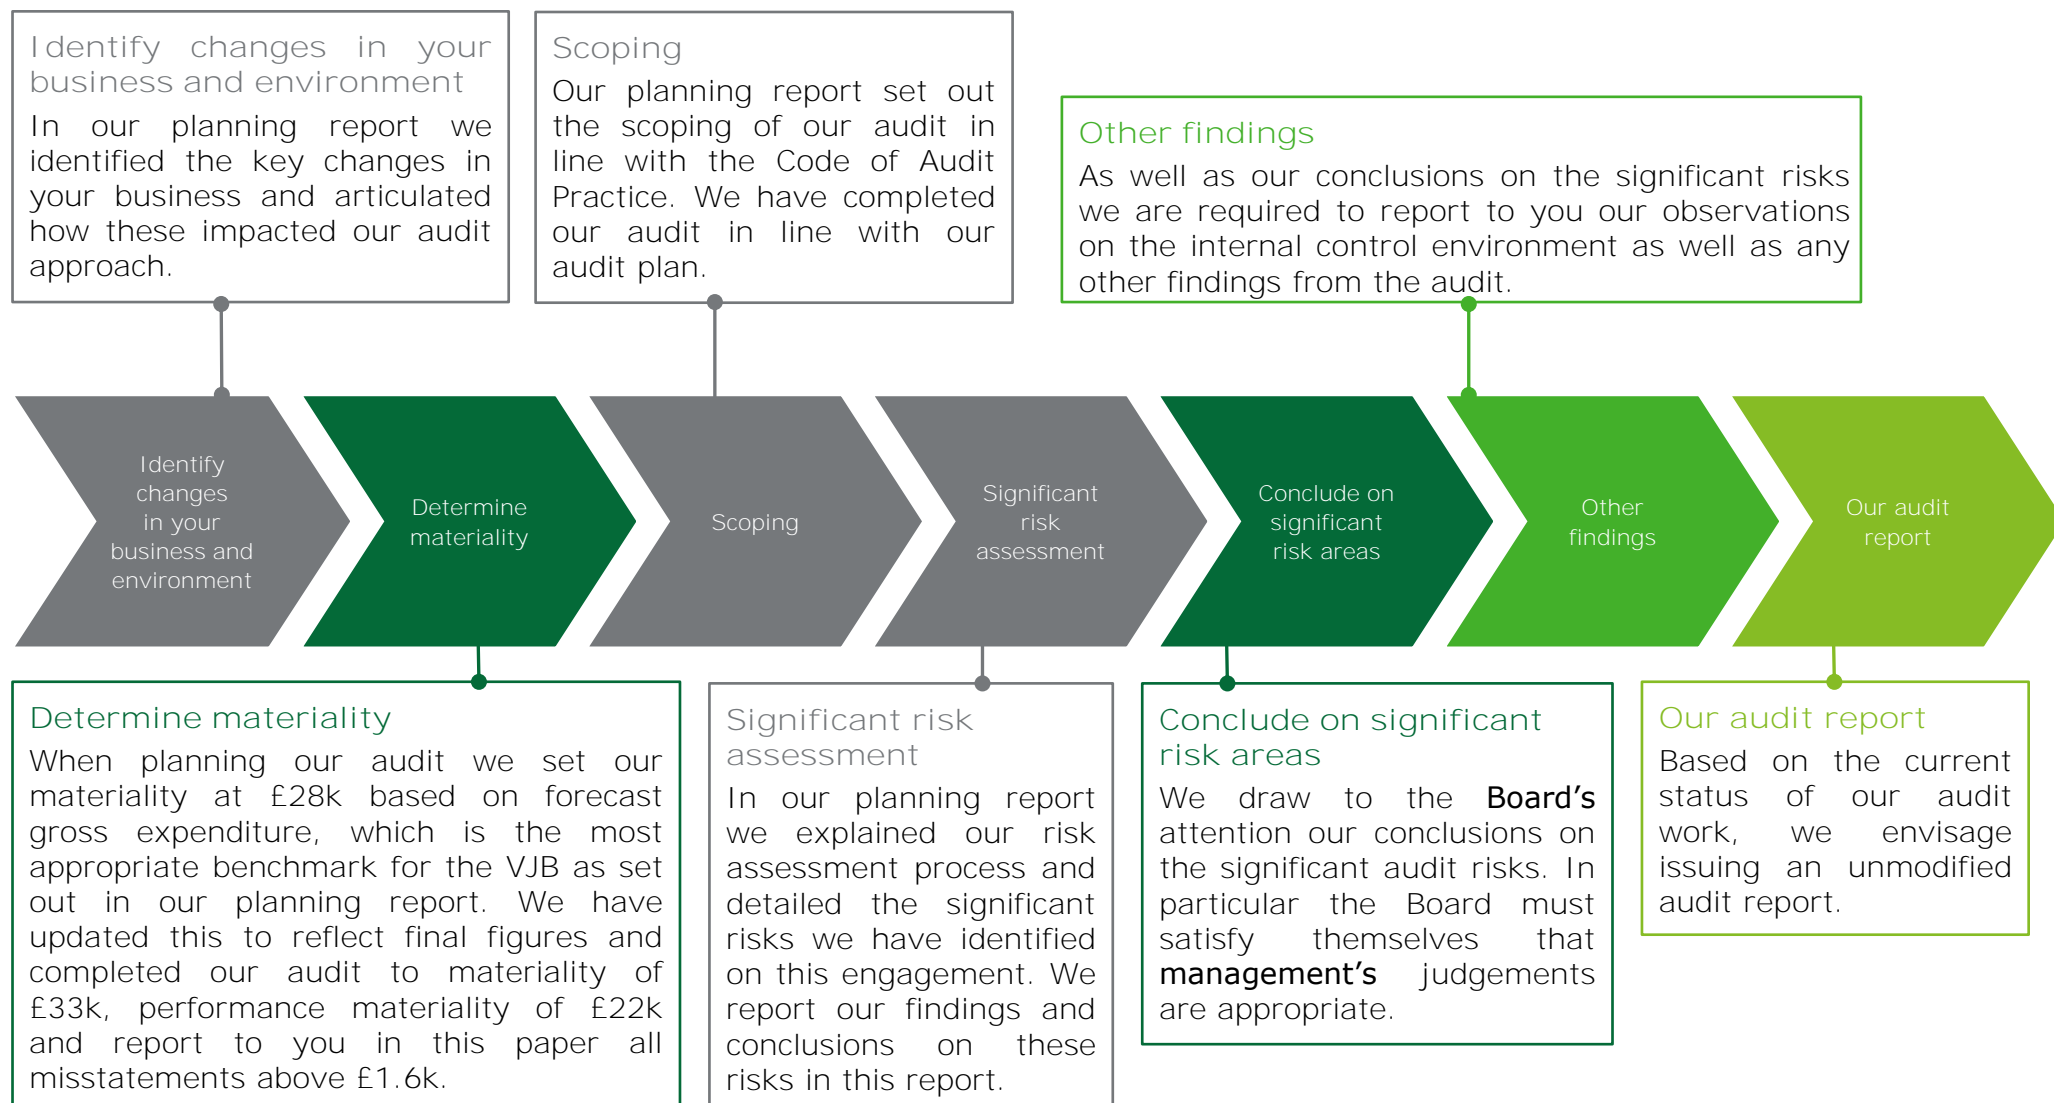 Identify changes in your
business and environment
In our planning report we
identified the key changes in
your business and articulated
how these impacted our audit
approach.
Scoping
Our planning report set out
the scoping of our audit in
line with the Code of Audit
Practice. We have completed
our audit in line with our
audit plan.
Other findings
As well as our conclusions on the significant risks
we are required to report to you our observations
on the internal control environment as well as any
other findings from the audit.
Identify
changes
in your
business and
environment
Determine
materiality
Scoping
Significant
risk
assessment
Conclude on
significant
risk areas
Other
findings
Our audit
report
Determine materiality
When planning our audit we set our
materiality at £28k based on forecast
gross expenditure, which is the most
appropriate benchmark for the VJB as set
out in our planning report. We have
updated this to reflect final figures and
completed our audit to materiality of
£33k, performance materiality of £22k
and report to you in this paper all
misstatements above £1.6k.
Significant risk
assessment
In our planning report
we explained our risk
assessment process and
detailed the significant
risks we have identified
on this engagement. We
report our findings and
conclusions on these
risks in this report.
Conclude on significant
risk areas
We draw to the Board’s
attention our conclusions on
the significant audit risks. In
particular the Board must
satisfy themselves that
management’s judgements
are appropriate.
Our audit report
Based on the current
status of our audit
work, we envisage
issuing an unmodified
audit report.